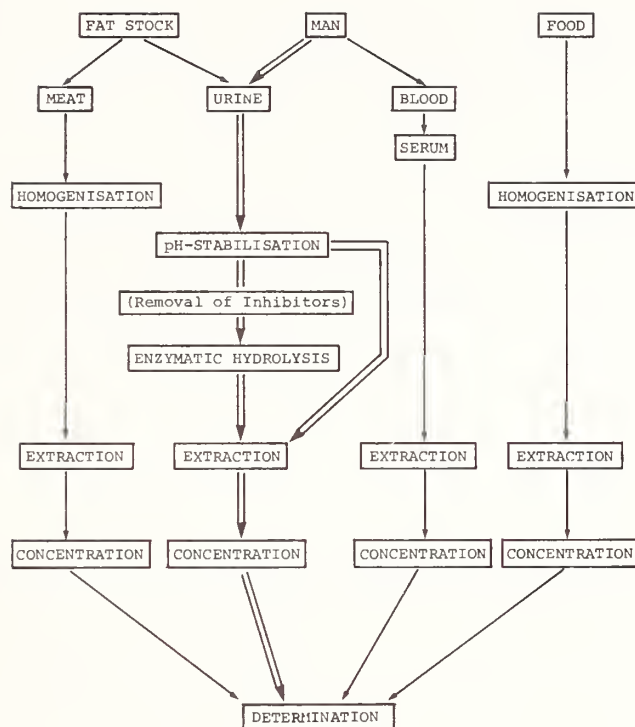 FAT STOCK MAN FOOD
MEAT URINE BLOOD
SERUM
HOMOGENISATION HOMOGENISATION
pH-STABILISATION
(Removal of Inhibitors)
ENZYMATIC HYDROLYSIS
EXTRACTION EXTRACTION EXTRACTION EXTRACTION
CONCENTRATION CONCENTRATION CONCENTRATION CONCENTRATION
DETERMINATION